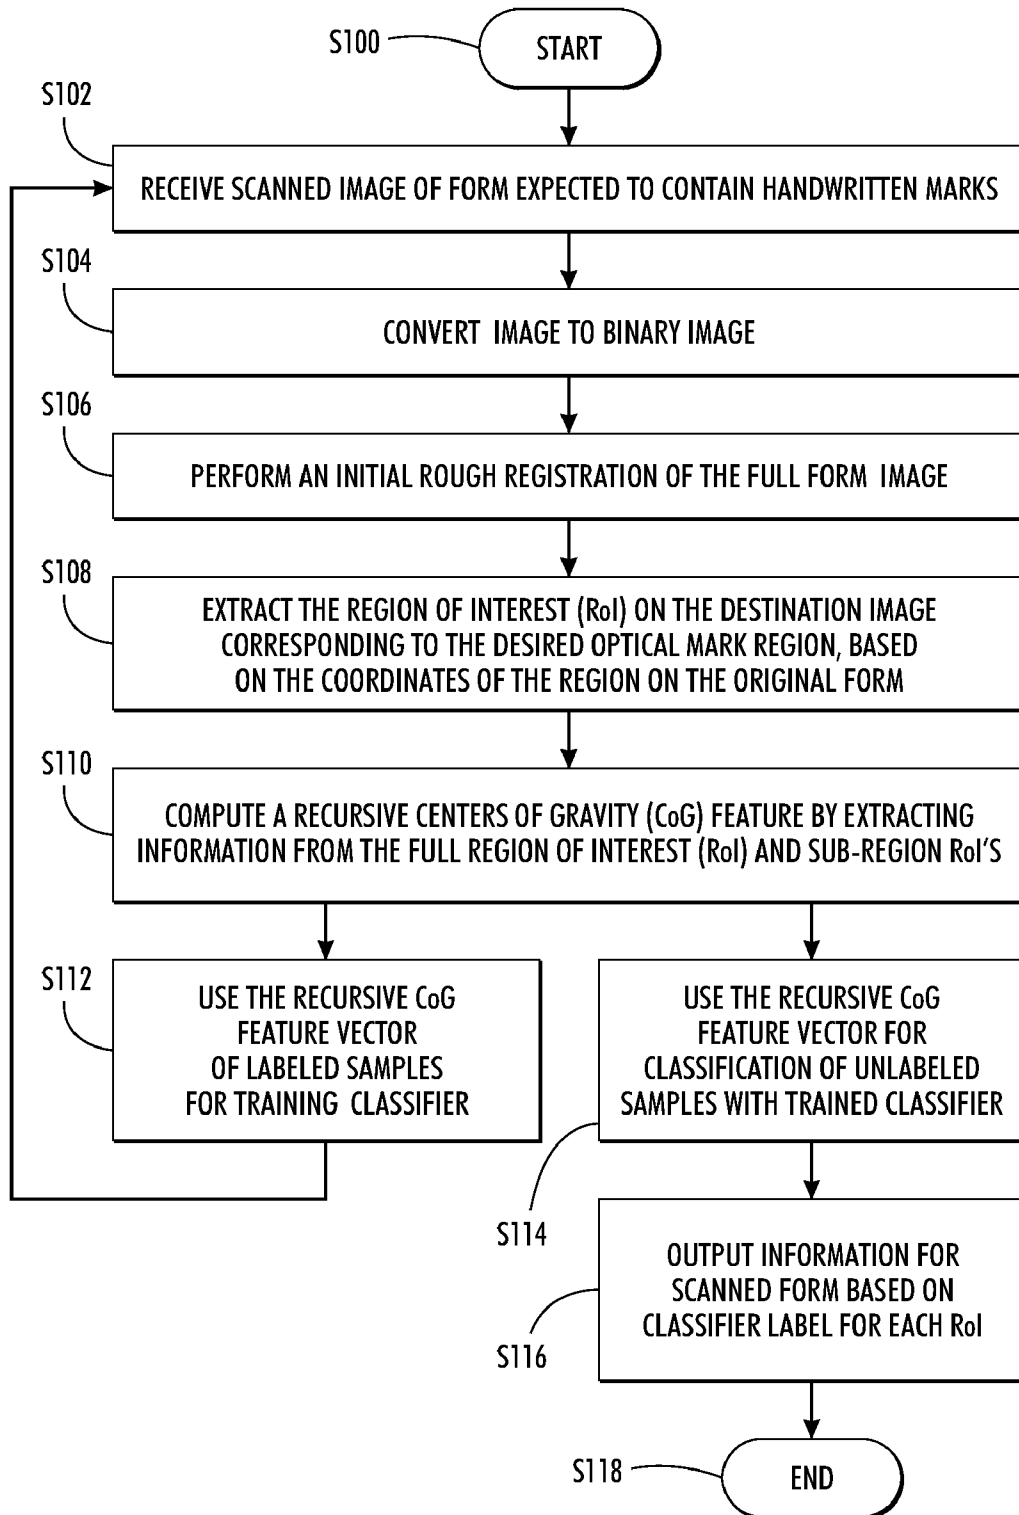 S100
START
S102
RECEIVE SCANNED IMAGE OF FORM EXPECTED TO CONTAIN HANDWRITTEN MARKS
S104
CONVERT IMAGE TO BINARY IMAGE
S106
PERFORM AN INITIAL ROUGH REGISTRATION OF THE FULL FORM IMAGE
S108
EXTRACT THE REGION OF INTEREST (RoI) ON THE DESTINATION IMAGE
CORRESPONDING TO THE DESIRED OPTICAL MARK REGION, BASED
ON THE COORDINATES OF THE REGION ON THE ORIGINAL FORM
S110
COMPUTE A RECURSIVE CENTERS OF GRAVITY (CoG) FEATURE BY EXTRACTING
INFORMATION FROM THE FULL REGION OF INTEREST (RoI) AND SUB-REGION RoI'S
S112
USE THE RECURSIVE CoG
FEATURE VECTOR
OF LABELED SAMPLES
FOR TRAINING CLASSIFIER
USE THE RECURSIVE CoG
FEATURE VECTOR FOR
CLASSIFICATION OF UNLABELED
SAMPLES WITH TRAINED CLASSIFIER
S114
OUTPUT INFORMATION FOR
SCANNED FORM BASED ON
CLASSIFIER LABEL FOR EACH RoI
S116
S118
END